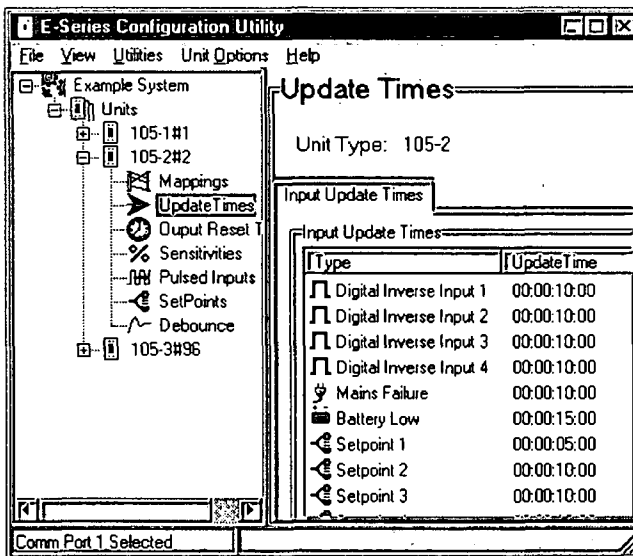 E-Series Configuration Utility
File View Utilities Unit Options Help
Example System
Units
105-1#1
105-2#2
Mappings
UpdateTimes
Ouput Reset T
Sensitivities
Pulsed Inputs
SetPoints
Debounce
105-3#96
Update Times
Unit Type: 105-2
Input Update Times
Input Update Times
Type UpdateTime
Digital Inverse Input 1 00:00:10:00
Digital Inverse Input 2 00:00:10:00
Digital Inverse Input 3 00:00:10:00
Digital Inverse Input 4 00:00:10:00
Mains Failure 00:00:10:00
Battery Low 00:00:15:00
Setpoint 1 00:00:05:00
Setpoint 2 00:00:10:00
Setpoint 3 00:00:10:00
Comm Port 1 Selected